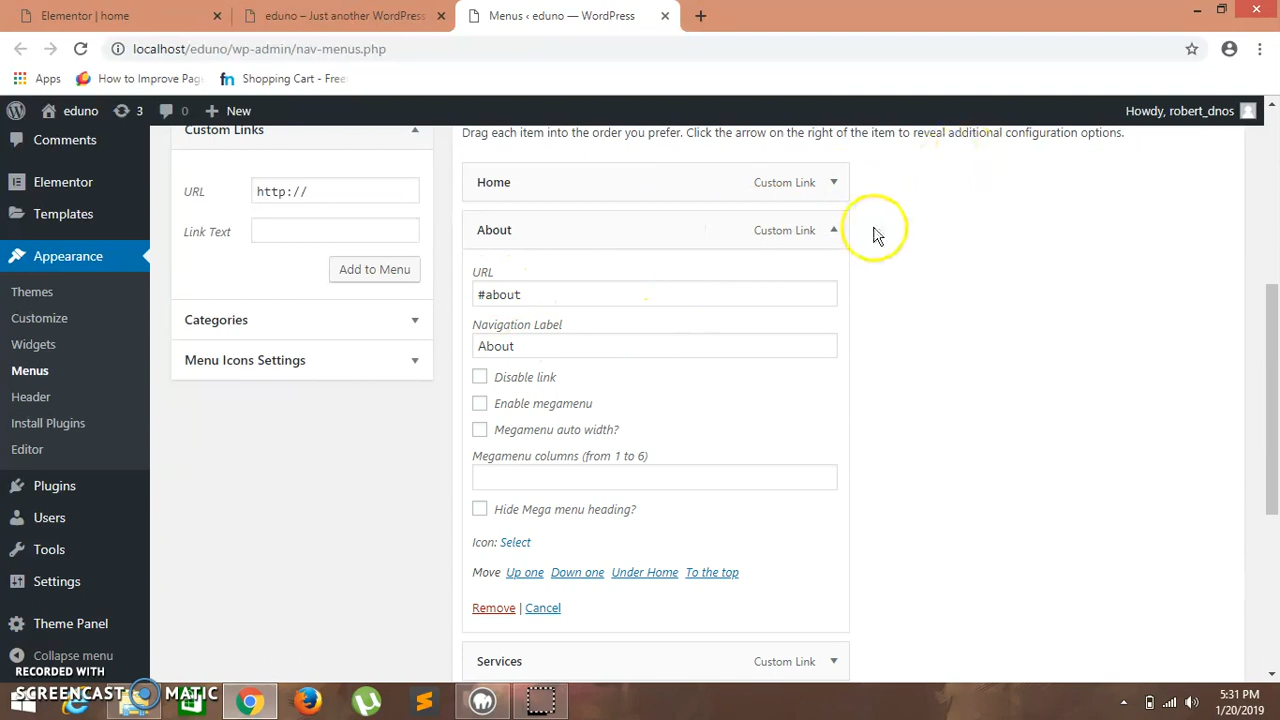 Elementor | home
eduno – Just another WordPress
Menus ‹ eduno — WordPress
localhost/eduno/wp-admin/nav-menus.php
Apps
How to Improve Pag
fn Shopping Cart - Free
eduno
3
0
New
Howdy, robert_dnos
Comments
Elementor
Templates
Appearance
Themes
Customize
Widgets
Menus
Header
Install Plugins
Editor
Plugins
Users
Tools
Settings
Theme Panel
Collapse menu
Custom Links
URL
http://
Link Text
Add to Menu
Categories
Menu Icons Settings
Drag each item into the order you prefer. Click the arrow on the right of the item to reveal additional configuration options.
Home Custom Link
About Custom Link
URL
#about
Navigation Label
About
Disable link
Enable megamenu
Megamenu auto width?
Megamenu columns (from 1 to 6)
Hide Mega menu heading?
Icon: Select
Move Up one Down one Under Home To the top
Remove | Cancel
Services Custom Link
RECORDED WITH
SCREENCAST MATIC
5:31 PM
1/20/2019